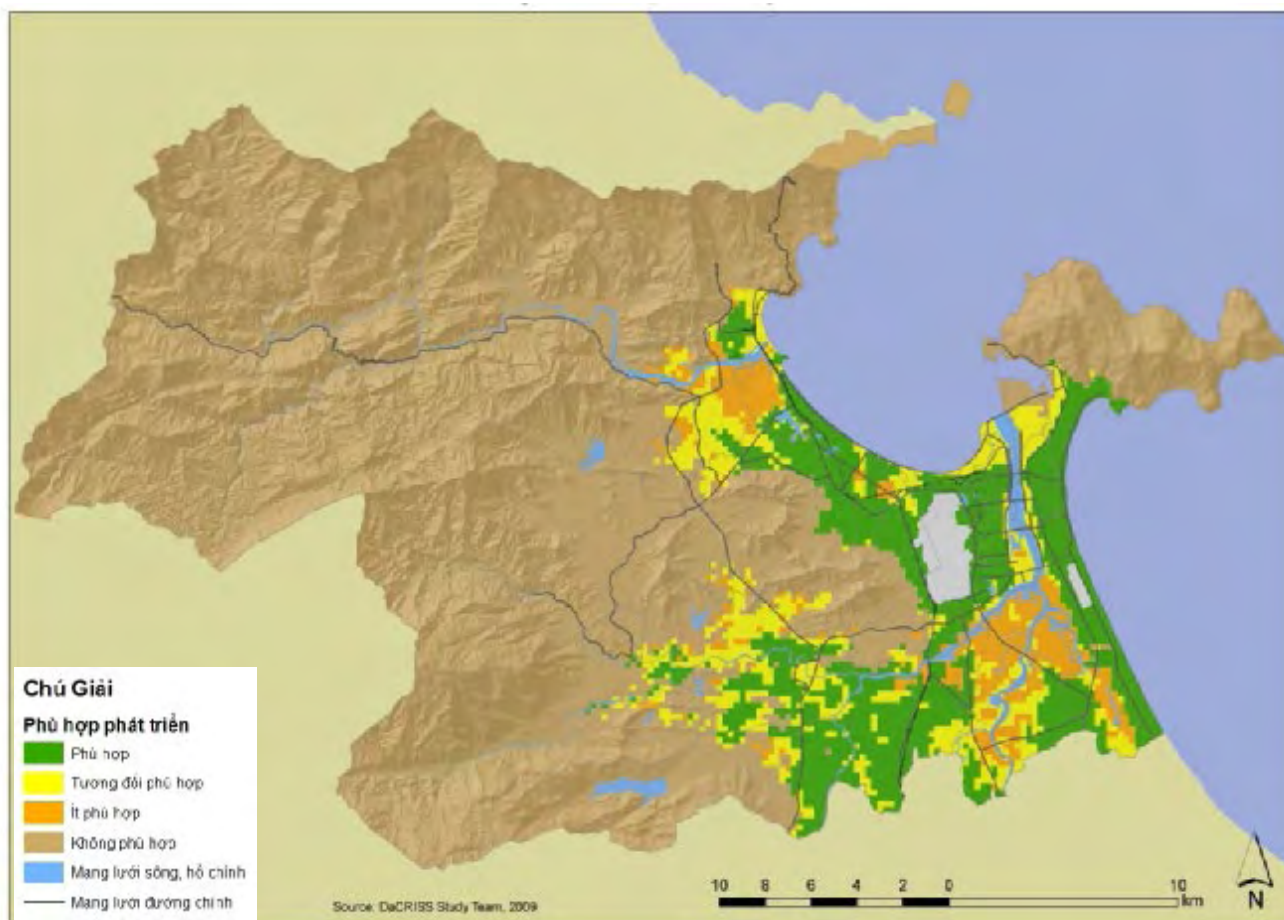 Chú Giải
Phù hợp phát triển
Phù hợp
Tương đối phù hợp
Ít phù hợp
Không phù hợp
Mạng lưới sông, hồ chính
Mạng lưới đường chính
Source: DaCRISS Study Team, 2009
10 8 6 4 2 0 10
km
N